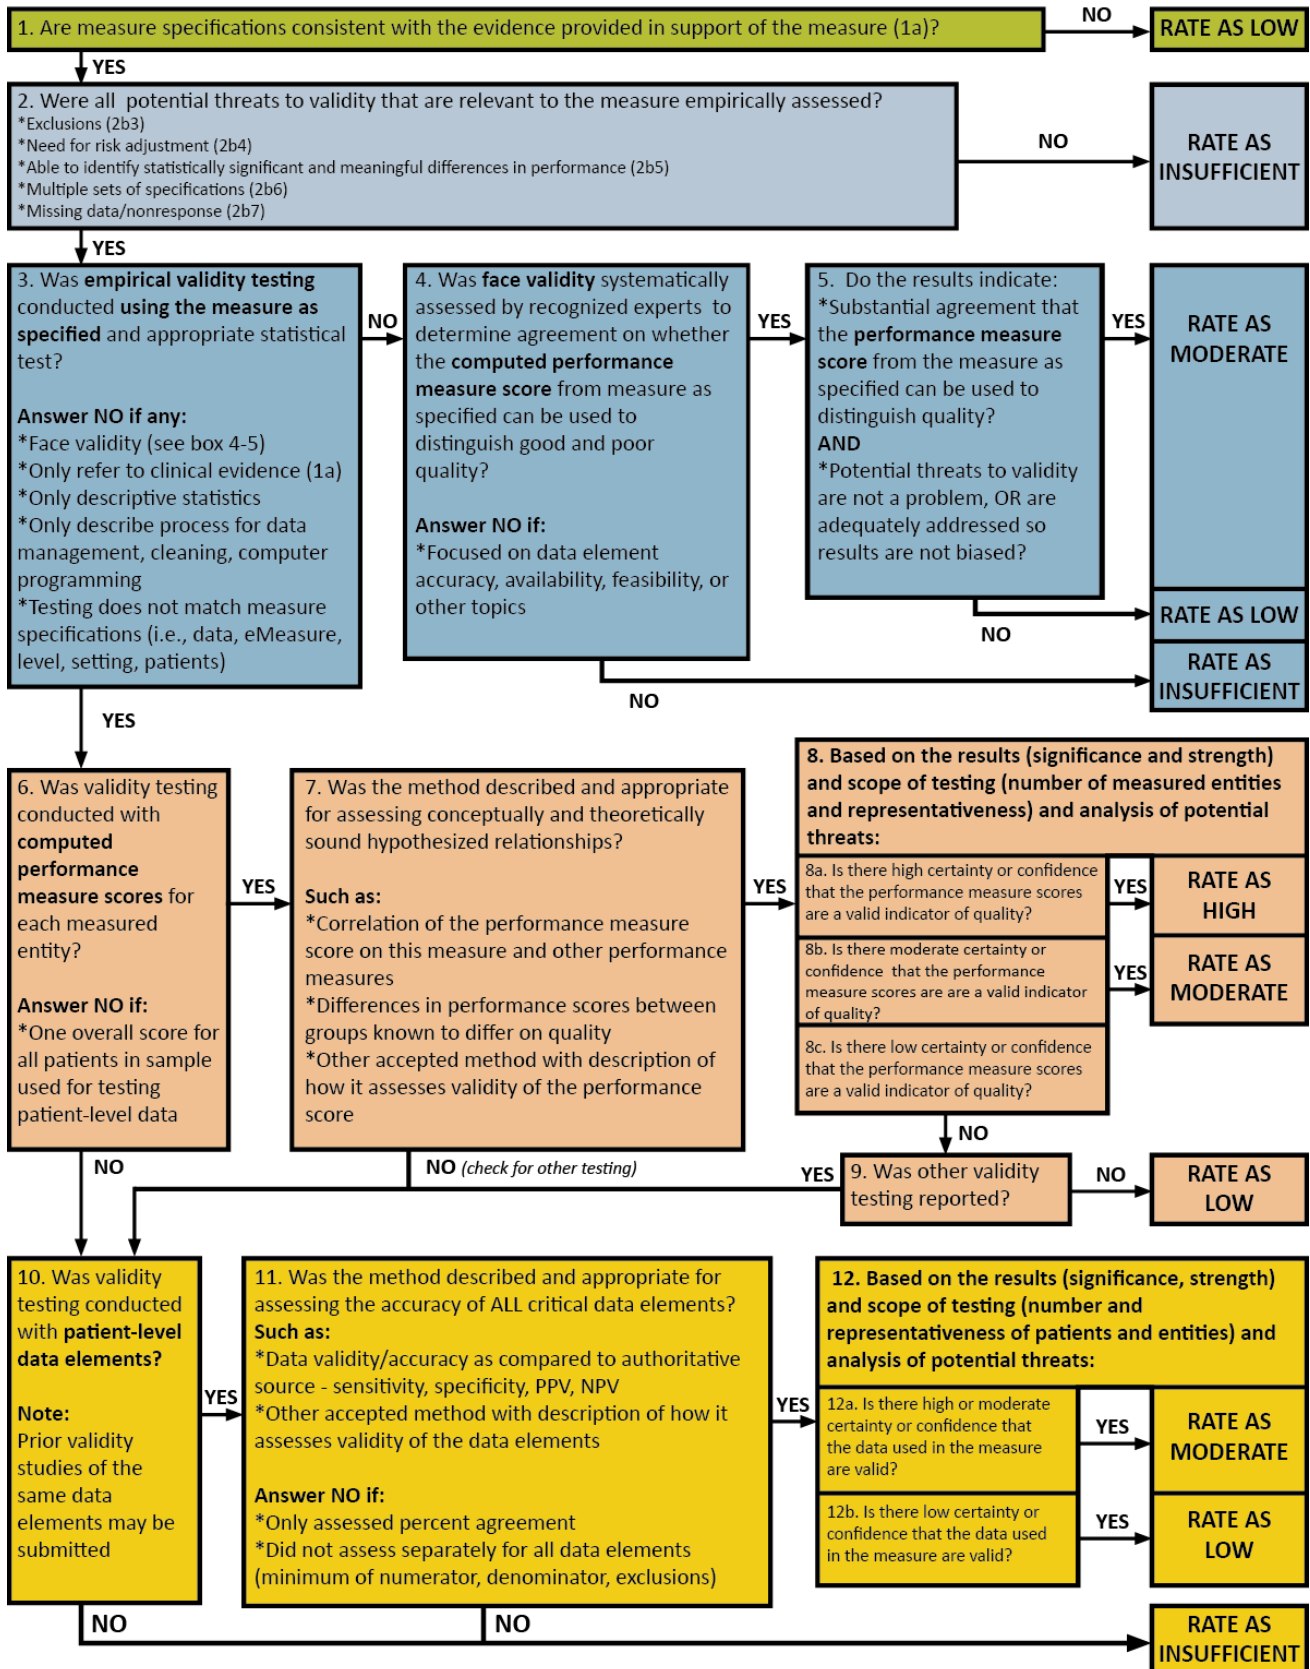 1. Are measure specifications consistent with the evidence provided in support of the measure (1a)?
NO
RATE AS LOW
YES
2. Were all potential threats to validity that are relevant to the measure empirically assessed?
*Exclusions (2b3)
*Need for risk adjustment (2b4)
*Able to identify statistically significant and meaningful differences in performance (2b5)
*Multiple sets of specifications (2b6)
*Missing data/nonresponse (2b7)
NO
RATE AS
INSUFFICIENT
YES
3. Was empirical validity testing
conducted using the measure as
specified and appropriate statistical
test?
Answer NO if any:
*Face validity (see box 4-5)
*Only refer to clinical evidence (1a)
*Only descriptive statistics
*Only describe process for data
management, cleaning, computer
programming
*Testing does not match measure
specifications (i.e., data, eMeasure,
level, setting, patients)
NO
4. Was face validity systematically
assessed by recognized experts to
determine agreement on whether
the computed performance
measure score from measure as
specified can be used to
distinguish good and poor
quality?
Answer NO if:
*Focused on data element
accuracy, availability, feasibility, or
other topics
YES
5. Do the results indicate:
*Substantial agreement that
the performance measure
score from the measure as
specified can be used to
distinguish quality?
AND
*Potential threats to validity
are not a problem, OR are
adequately addressed so
results are not biased?
YES
RATE AS
MODERATE
NO
RATE AS LOW
NO
RATE AS
INSUFFICIENT
YES
6. Was validity testing
conducted with
computed
performance
measure scores for
each measured
entity?
Answer NO if:
*One overall score for
all patients in sample
used for testing
patient-level data
YES
7. Was the method described and appropriate
for assessing conceptually and theoretically
sound hypothesized relationships?
Such as:
*Correlation of the performance measure
score on this measure and other performance
measures
*Differences in performance scores between
groups known to differ on quality
*Other accepted method with description of
how it assesses validity of the performance
score
YES
8. Based on the results (significance and strength)
and scope of testing (number of measured entities
and representativeness) and analysis of potential
threats:
8a. Is there high certainty or confidence
that the performance measure scores
are a valid indicator of quality?
YES
RATE AS
HIGH
8b. Is there moderate certainty or
confidence that the performance
measure scores are are a valid indicator
of quality?
YES
RATE AS
MODERATE
8c. Is there low certainty or confidence
that the performance measure scores
are a valid indicator of quality?
NO
NO
NO (check for other testing)
YES
9. Was other validity
testing reported?
NO
RATE AS
LOW
10. Was validity
testing conducted
with patient-level
data elements?
Note:
Prior validity
studies of the
same data
elements may be
submitted
YES
11. Was the method described and appropriate for
assessing the accuracy of ALL critical data elements?
Such as:
*Data validity/accuracy as compared to authoritative
source - sensitivity, specificity, PPV, NPV
*Other accepted method with description of how it
assesses validity of the data elements
Answer NO if:
*Only assessed percent agreement
*Did not assess separately for all data elements
(minimum of numerator, denominator, exclusions)
YES
12. Based on the results (significance, strength)
and scope of testing (number and
representativeness of patients and entities) and
analysis of potential threats:
12a. Is there high or moderate
certainty or confidence that
the data used in the measure
are valid?
YES
RATE AS
MODERATE
12b. Is there low certainty or
confidence that the data used
in the measure are valid?
YES
RATE AS
LOW
NO
NO
RATE AS
INSUFFICIENT